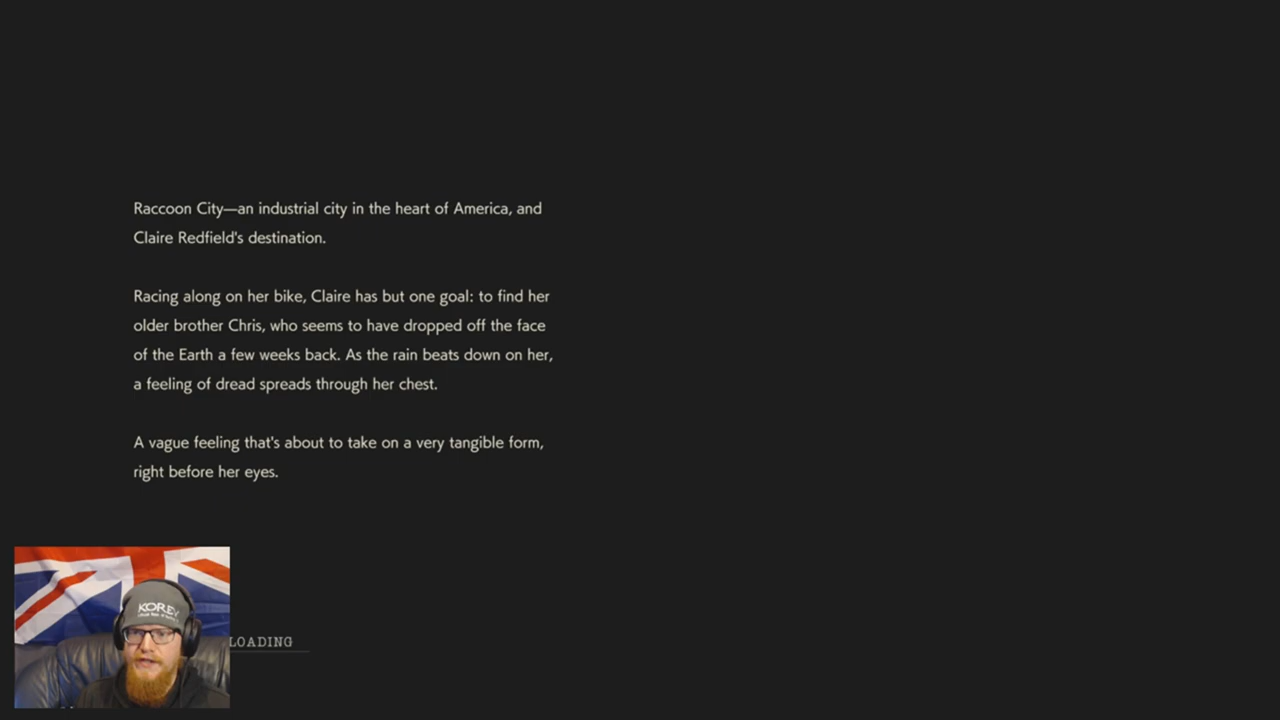 Raccoon City—an industrial city in the heart of America, and
Claire Redfield's destination.
Racing along on her bike, Claire has but one goal: to find her
older brother Chris, who seems to have dropped off the face
of the Earth a few weeks back. As the rain beats down on her,
a feeling of dread spreads through her chest.
A vague feeling that's about to take on a very tangible form,
right before her eyes.
KOREV
LOADING